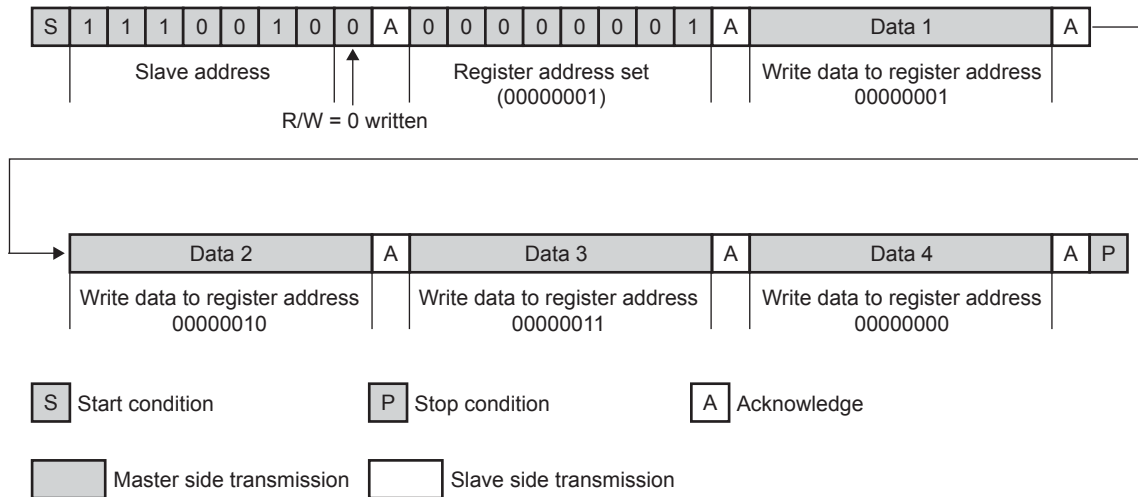 S 1 1 1 0 0 1 0 0 A 0 0 0 0 0 0 0 1 A Data 1 A
Slave address Register address set Write data to register address
(00000001) 00000001
R/W = 0 written
Data 2 A Data 3 A Data 4 A P
Write data to register address Write data to register address Write data to register address
00000010 00000011 00000000
S Start condition P Stop condition A Acknowledge
Master side transmission Slave side transmission